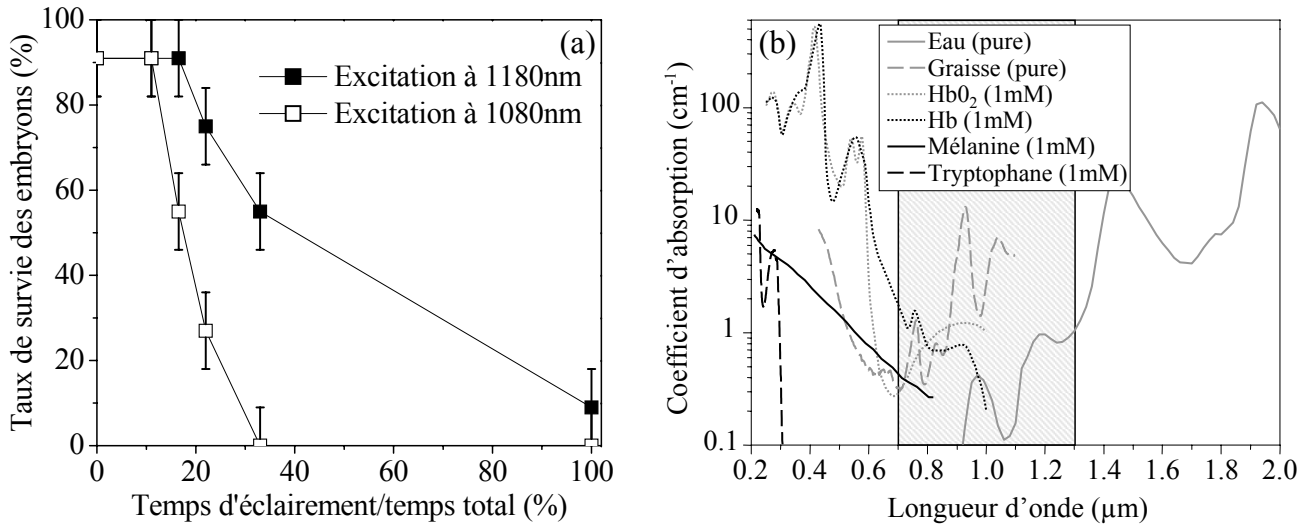 (a)
Excitation à 1180nm
Excitation à 1080nm
Taux de survie des embryons (%)
100
80
60
40
20
0
0 20 40 60 80 100
Temps d'éclairement/temps total (%)
(b)
Eau (pure)
Graisse (pure)
Hb0₂ (1mM)
Hb (1mM)
Mélanine (1mM)
Tryptophane (1mM)
Coefficient d’absorption (cm⁻¹)
100
10
1
0.1
0.2 0.4 0.6 0.8 1.0 1.2 1.4 1.6 1.8 2.0
Longueur d’onde (µm)